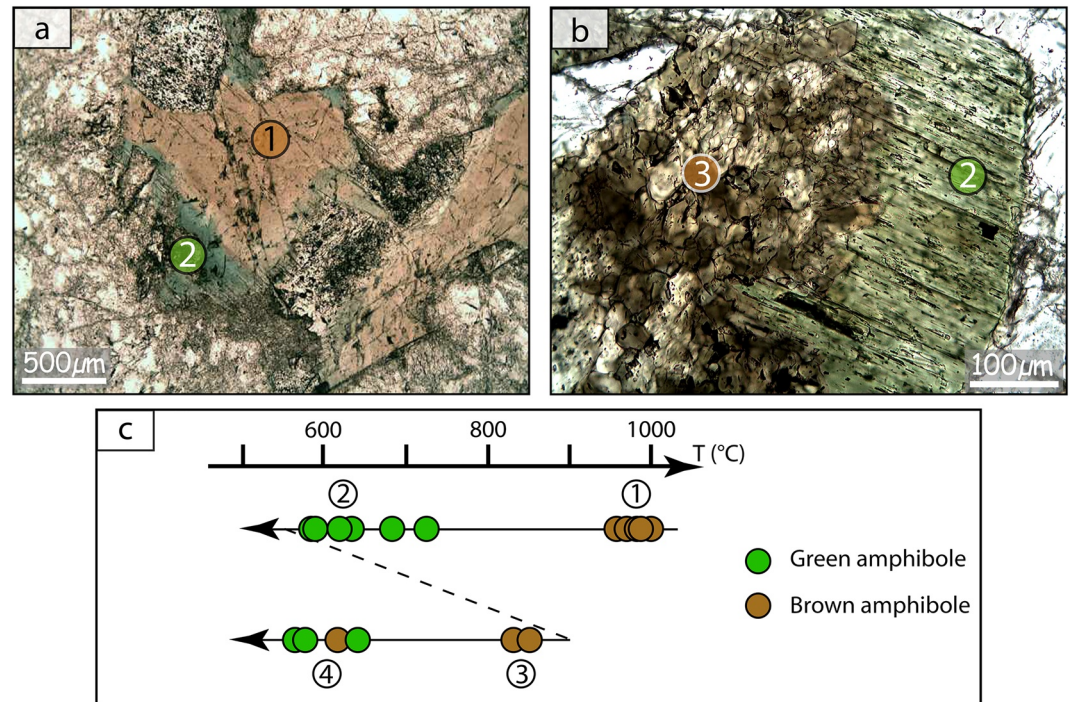 a
1
2
500µm
b
3
2
100µm
c
600 800 1000
T (°C)
2 1
Green amphibole
Brown amphibole
4 3